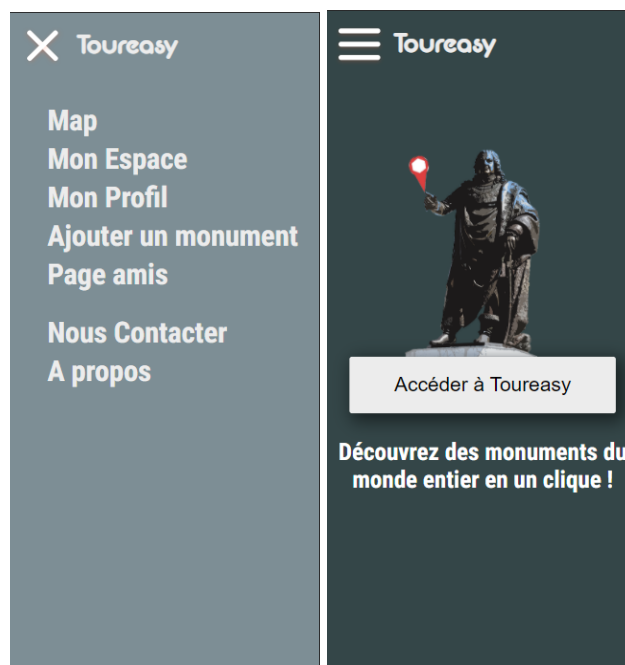 Toureasy
Map
Mon Espace
Mon Profil
Ajouter un monument
Page amis
Nous Contacter
A propos
Toureasy
Accéder à Toureasy
Découvrez des monuments du
monde entier en un clique !